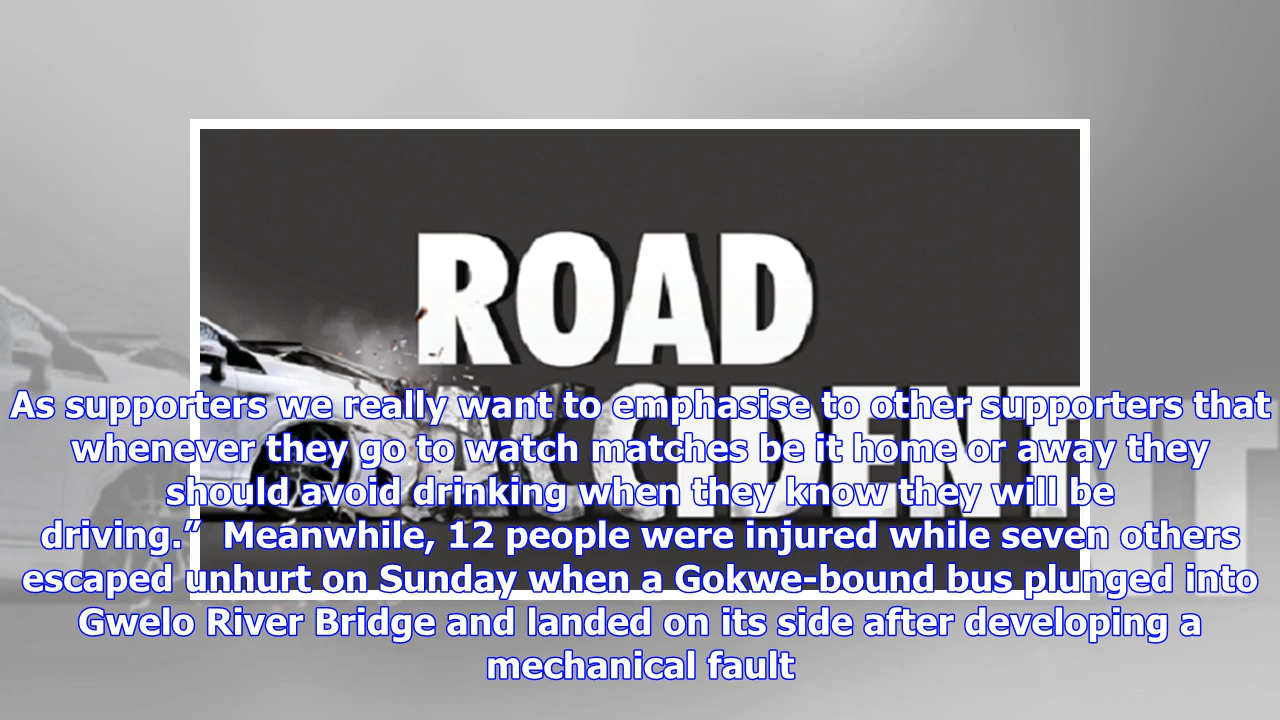 ROAD
ACCIDENT
As supporters we really want to emphasise to other supporters that
whenever they go to watch matches be it home or away they
should avoid drinking when they know they will be
driving.”  Meanwhile, 12 people were injured while seven others
escaped unhurt on Sunday when a Gokwe-bound bus plunged into
Gwelo River Bridge and landed on its side after developing a
mechanical fault